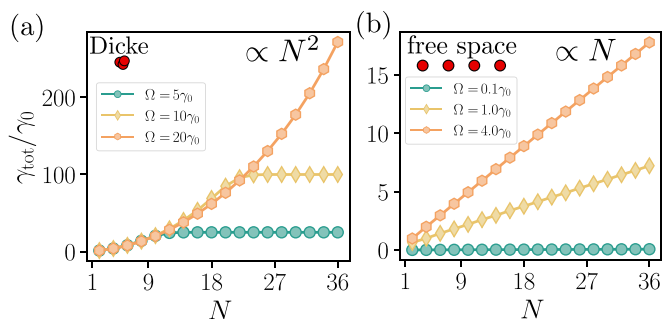 (a)
Dicke
∝ N²
Ω = 5γ₀
Ω = 10γ₀
Ω = 20γ₀
γtot/γ₀
200
100
0
1 9 18 27 36
N
(b)
free space
∝ N
Ω = 0.1γ₀
Ω = 1.0γ₀
Ω = 4.0γ₀
15
10
5
0
1 9 18 27 36
N